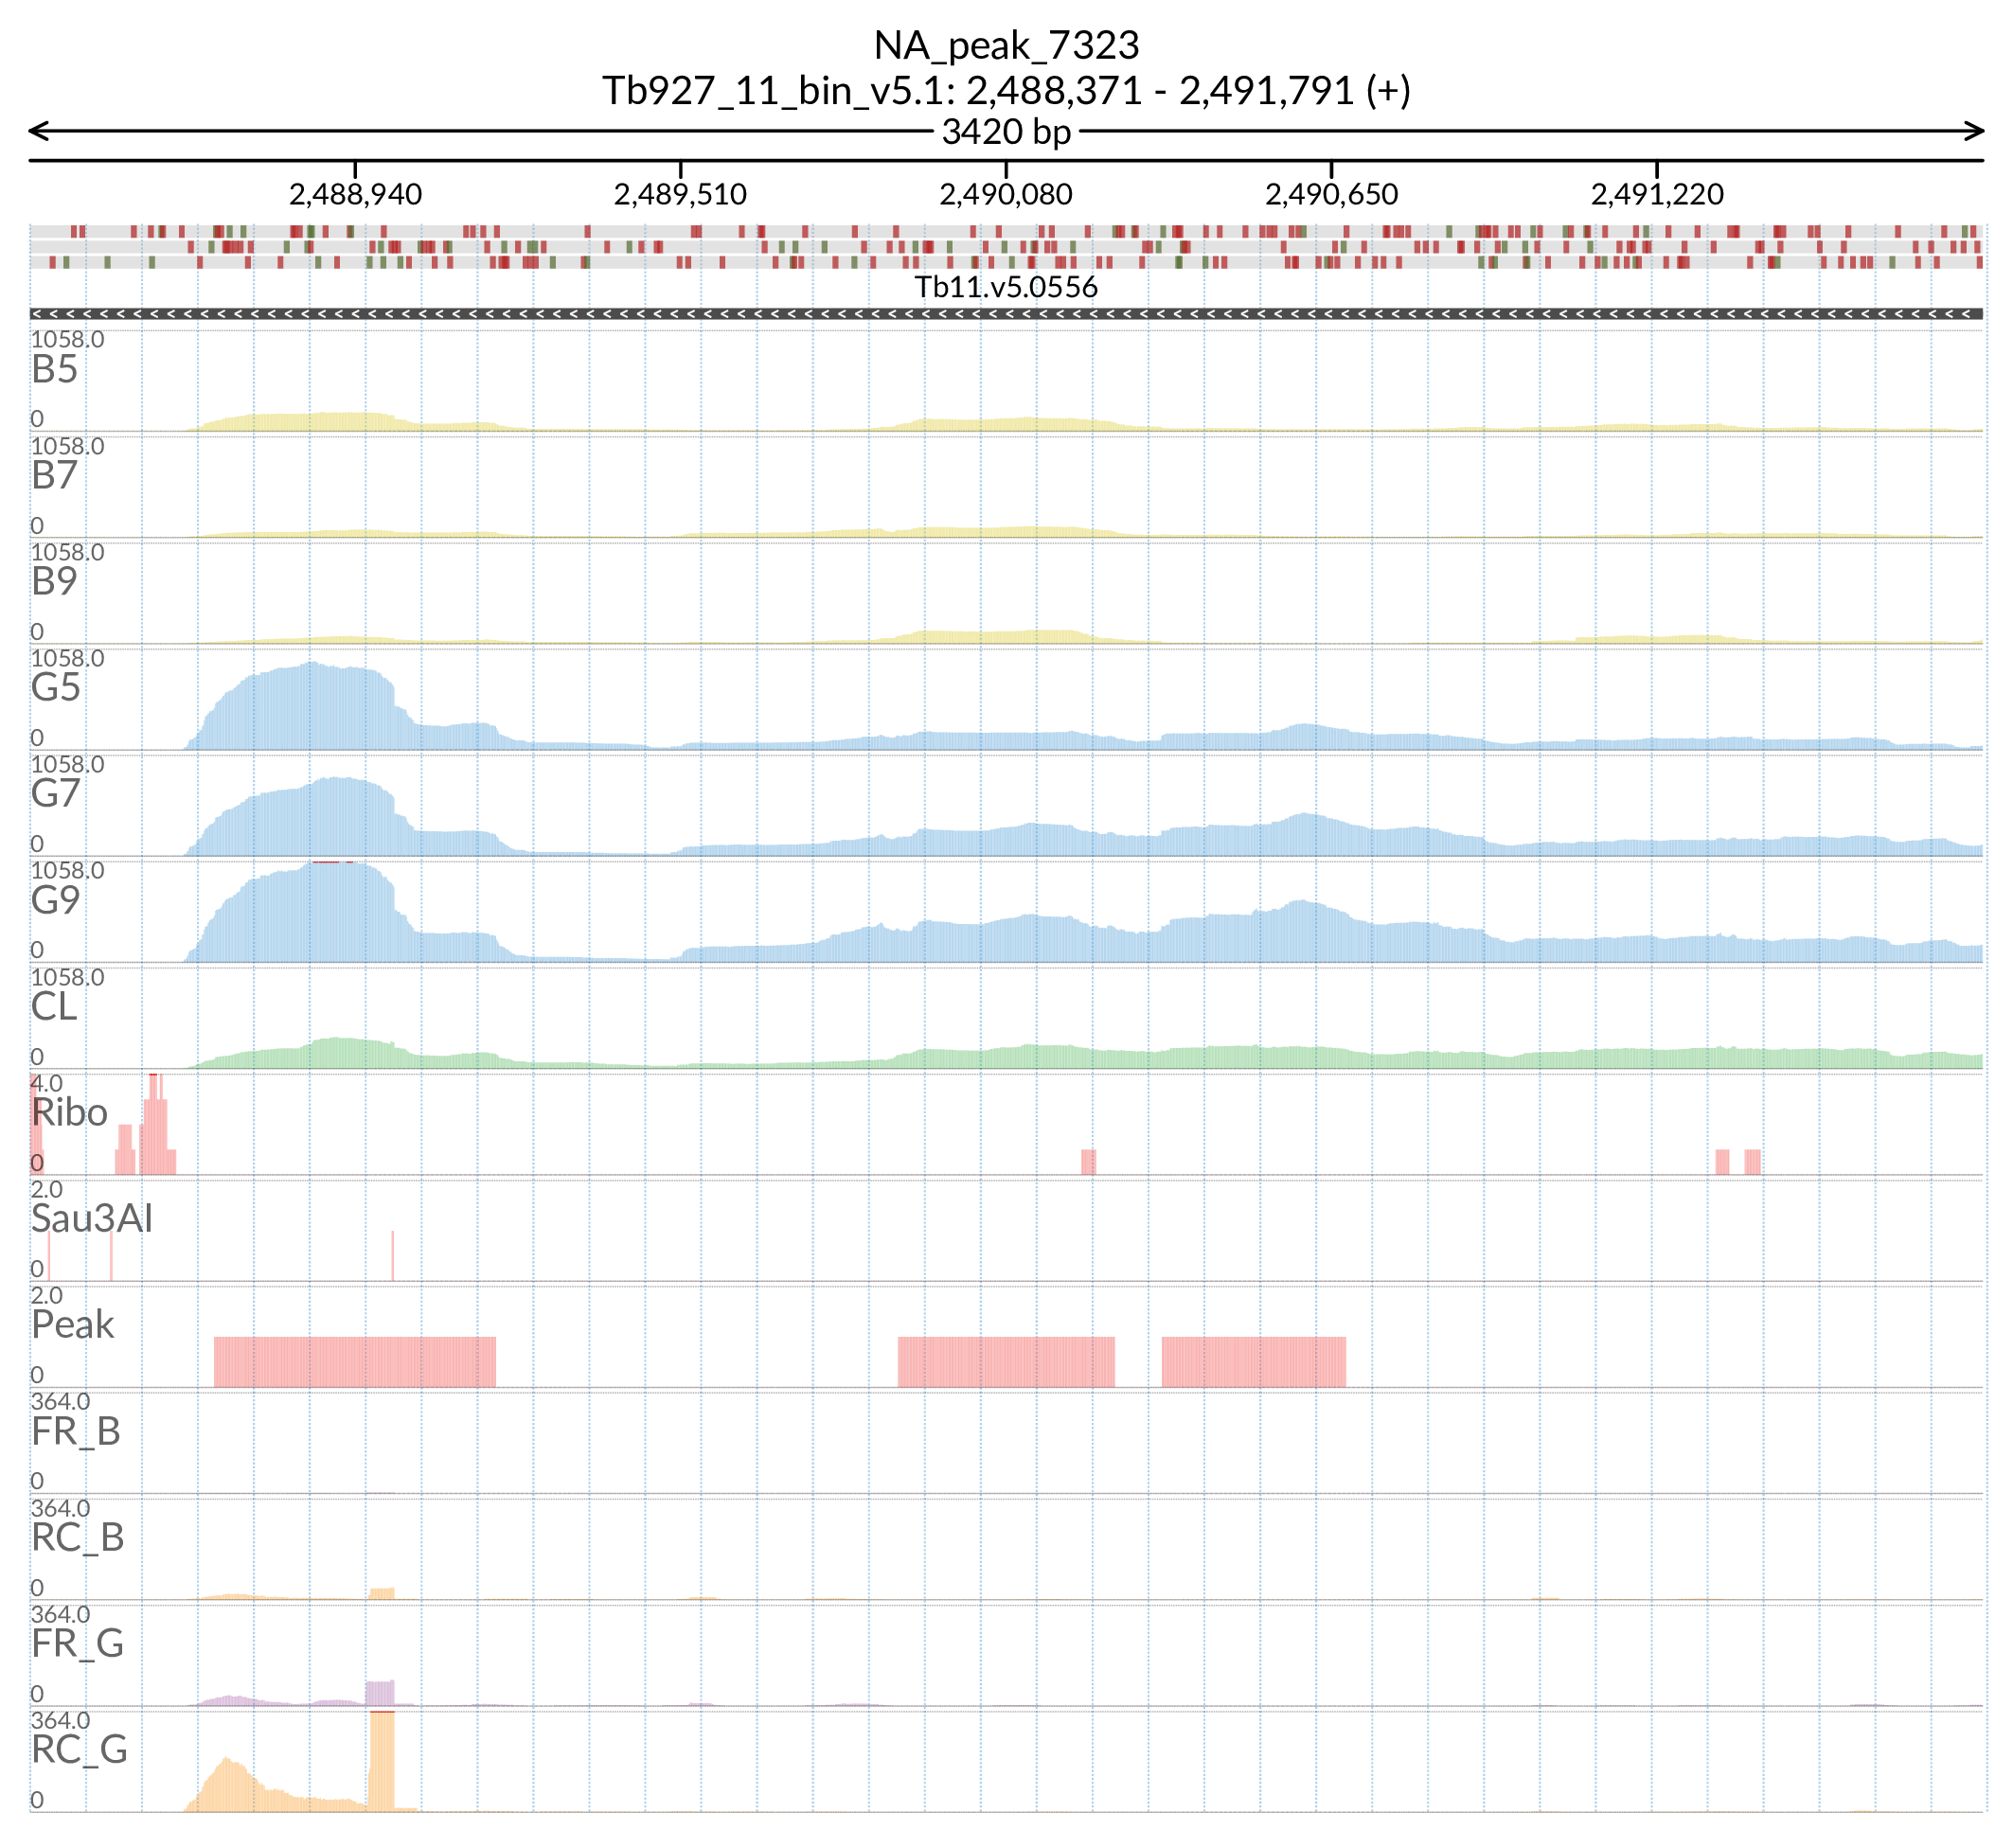 NA_peak_7323
Tb927_11_bin_v5.1: 2,488,371 - 2,491,791 (+)
3420 bp
2,488,940 2,489,510 2,490,080 2,490,650 2,491,220
Tb11.v5.0556
1058.0
B5
0
1058.0
B7
0
1058.0
B9
0
1058.0
G5
0
1058.0
G7
0
1058.0
G9
0
1058.0
CL
0
4.0
Ribo
0
2.0
Sau3AI
0
2.0
Peak
0
364.0
FR_B
0
364.0
RC_B
0
364.0
FR_G
0
364.0
RC_G
0